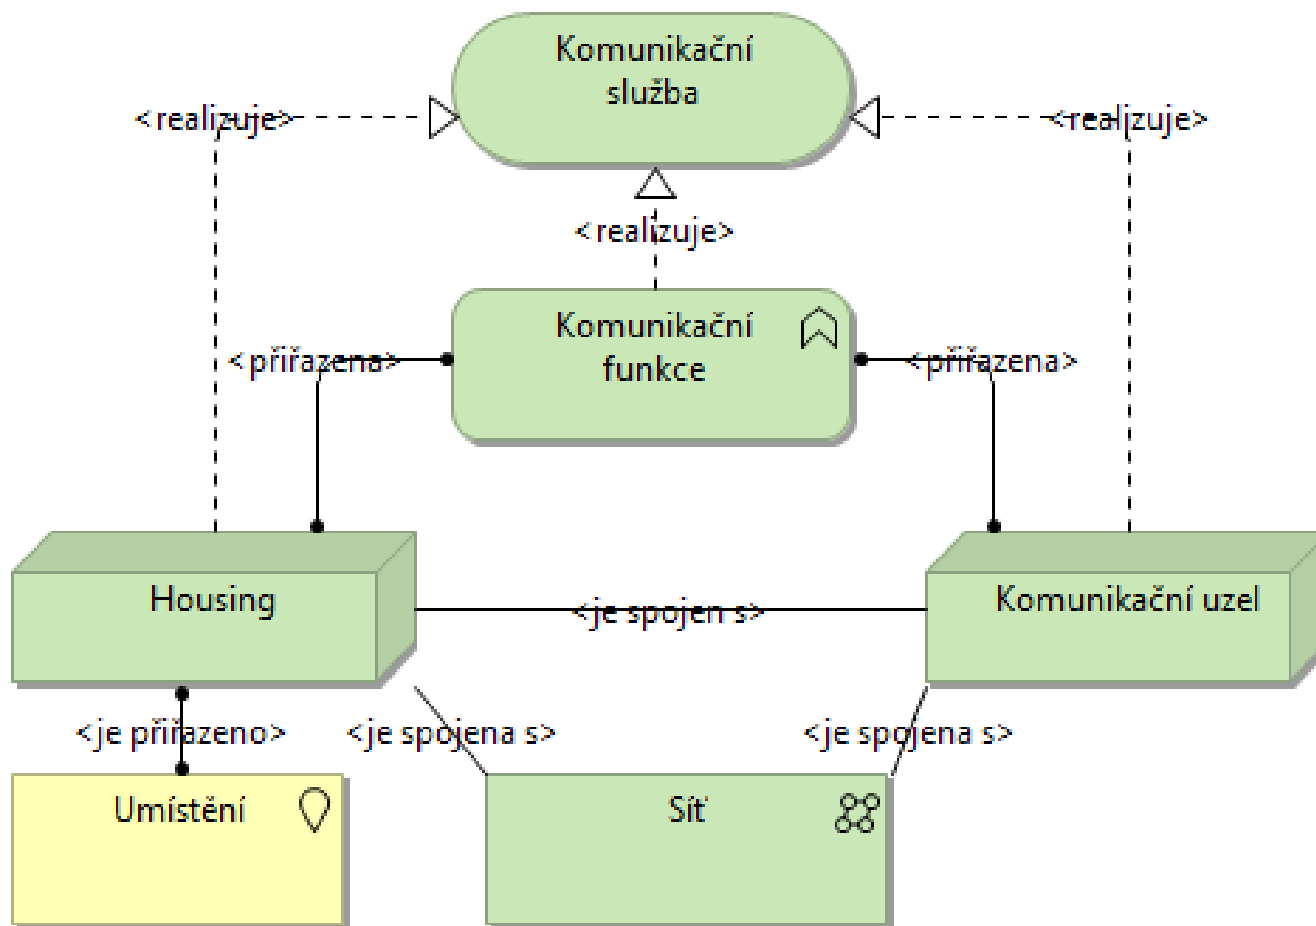 Komunikační
služba
<realizuje>
<realizuje>
<realizuje>
Komunikační
funkce
<přiřazena>
<přiřazena>
Housing
<je spojen s>
Komunikační uzel
<je přiřazeno>
<je spojena s>
<je spojena s>
Umístění
Síť